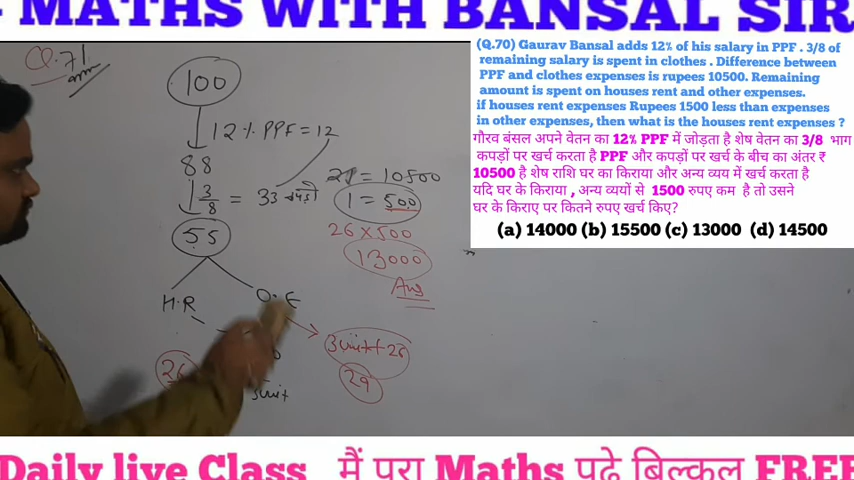 - MATHS WITH BANSAL SIR
Q.71
100
12% PPF = 12
88
3/8 = 33 कपड़े
55
H.R
O.E
26
3unit
3unit+26
29
21 = 10500
1 = 500
26 × 500
13000
Ans
(Q.70) Gaurav Bansal adds 12% of his salary in PPF . 3/8 of
remaining salary is spent in clothes . Difference between
PPF and clothes expenses is rupees 10500. Remaining
amount is spent on houses rent and other expenses.
if houses rent expenses Rupees 1500 less than expenses
in other expenses, then what is the houses rent expenses ?
गौरव बंसल अपने वेतन का 12% PPF में जोड़ता है शेष वेतन का 3/8 भाग
कपड़ों पर खर्च करता है PPF और कपड़ों पर खर्च के बीच का अंतर ₹
10500 है शेष राशि घर का किराया और अन्य व्यय में खर्च करता है
यदि घर के किराया , अन्य व्ययों से 1500 रुपए कम है तो उसने
घर के किराए पर कितने रुपए खर्च किए?
(a) 14000 (b) 15500 (c) 13000 (d) 14500
Daily live Class में पूरा Maths पढ़े बिल्कुल FREE